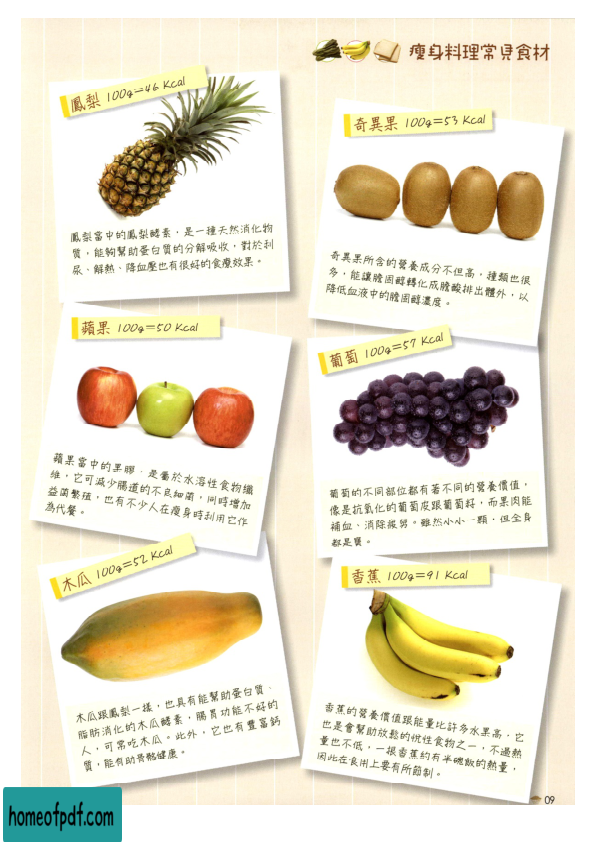 瘦身料理常見食材
鳳梨 100g=46 Kcal
鳳梨當中的鳳梨酵素，是一種天然消化物
質，能夠幫助蛋白質的分解吸收，對於利
尿、解熱、降血壓也有很好的食療效果。
奇異果 100g=53 Kcal
奇異果所含的營養成分不但高，種類也很
多，能讓膽固醇轉化成膽酸排出體外，以
降低血液中的膽固醇濃度。
蘋果 100g=50 Kcal
蘋果當中的果膠，是屬於水溶性食物纖
維，它可減少腸道的不良細菌，同時增加
益菌繁殖，也有不少人在瘦身時利用它作
為代餐。
葡萄 100g=57 Kcal
葡萄的不同部位都有著不同的營養價值，
像是抗氧化的葡萄皮跟葡萄籽，而果肉能
補血、消除疲勞。雖然小小一顆，但全身
都是寶。
木瓜 100g=52 Kcal
木瓜跟鳳梨一樣，也具有能幫助蛋白質、
脂肪消化的木瓜酵素，腸胃功能不好的
人，可常吃木瓜。此外，它也有豐富鈣
質，能有助骨骼健康。
香蕉 100g=91 Kcal
香蕉的營養價值跟能量比許多水果高，它
也是會幫助放鬆的悅性食物之一，不過熱
量也不低，一根香蕉約有半碗飯的熱量，
因此在食用上要有所節制。
09
homeofpdf.com